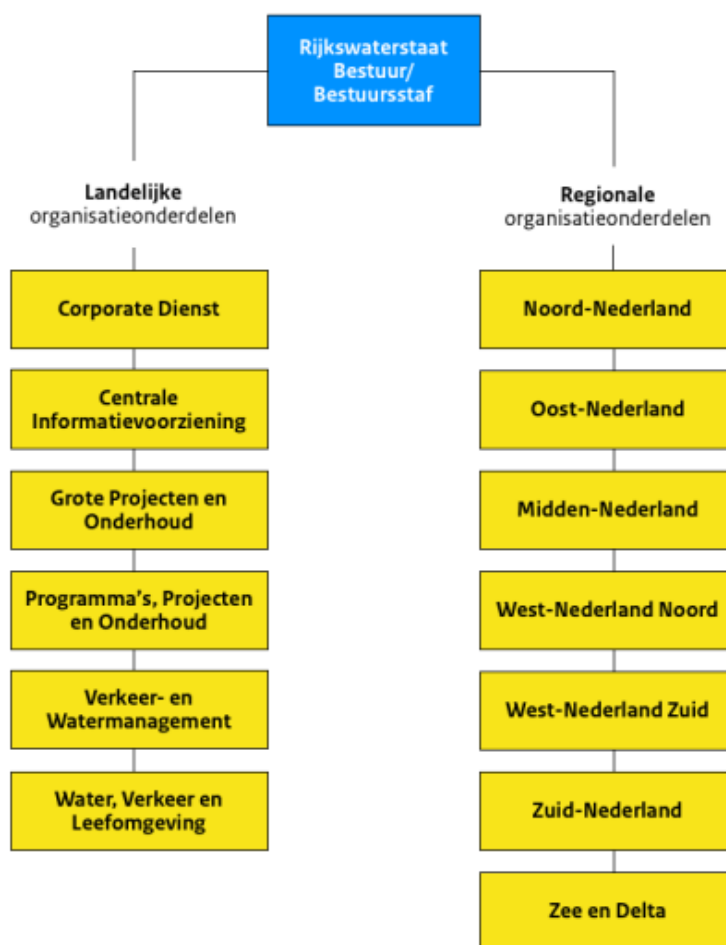 Rijkswaterstaat
Bestuur/
Bestuursstaf
Landelijke
organisatieonderdelen
Corporate Dienst
Centrale
Informatievoorziening
Grote Projecten en
Onderhoud
Programma's, Projecten
en Onderhoud
Verkeer- en
Watermanagement
Water, Verkeer en
Leefomgeving
Regionale
organisatieonderdelen
Noord-Nederland
Oost-Nederland
Midden-Nederland
West-Nederland Noord
West-Nederland Zuid
Zuid-Nederland
Zee en Delta